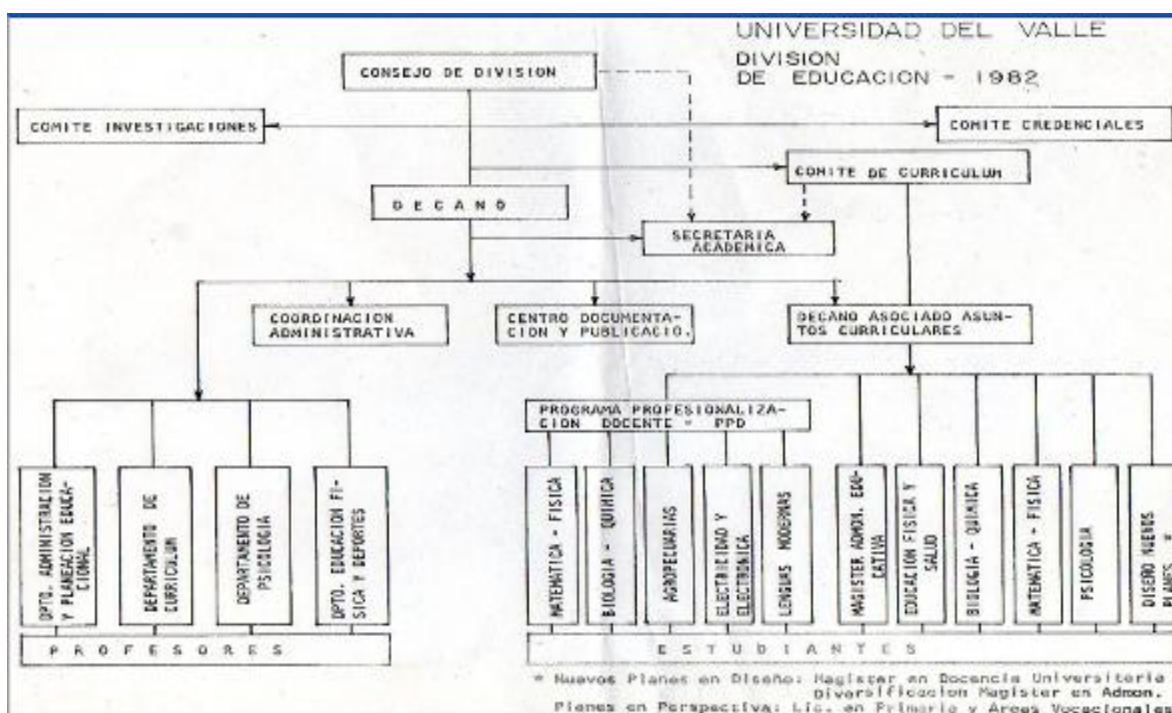 UNIVERSIDAD DEL VALLE
DIVISION
DE EDUCACION - 1982
CONSEJO DE DIVISION
COMITE INVESTIGACIONES
COMITE CREDENCIALES
COMITE DE CURRICULUM
DECANO
SECRETARIA
ACADEMICA
COORDINACION
ADMINISTRATIVA
CENTRO DOCUMENTA-
CION Y PUBLICACIO.
DECANO ASOCIADO ASUN-
TOS CURRICULARES
PROGRAMA PROFESIONALIZA-
CION DOCENTE - PPD
DPTO. ADMINISTRACION
Y PLANEACION EDUCA-
CIONAL
DEPARTAMENTO DE
CURRICULUM
DEPARTAMENTO DE
PSICOLOGIA
DPTO. EDUCACION FI-
SICA Y DEPORTES
MATEMATICA - FISICA
BIOLOGIA - QUIMICA
AGROPECUARIAS
ELECTRICIDAD Y
ELECTRONICA
LENGUAS MODERNAS
MAGISTER ADMON. EDU-
CATIVA
EDUCACION FISICA Y
SALUD
BIOLOGIA - QUIMICA
MATEMATICA - FISICA
PSICOLOGIA
DISEÑO NUEVOS
PLANES *
PROFESORES
ESTUDIANTES
* Nuevos Planes en Diseño: Magister en Docencia Universitaria
Diversificacion Magister en Admon.
Planes en Perspectiva: Lic. en Primaria y Areas Vocacionales